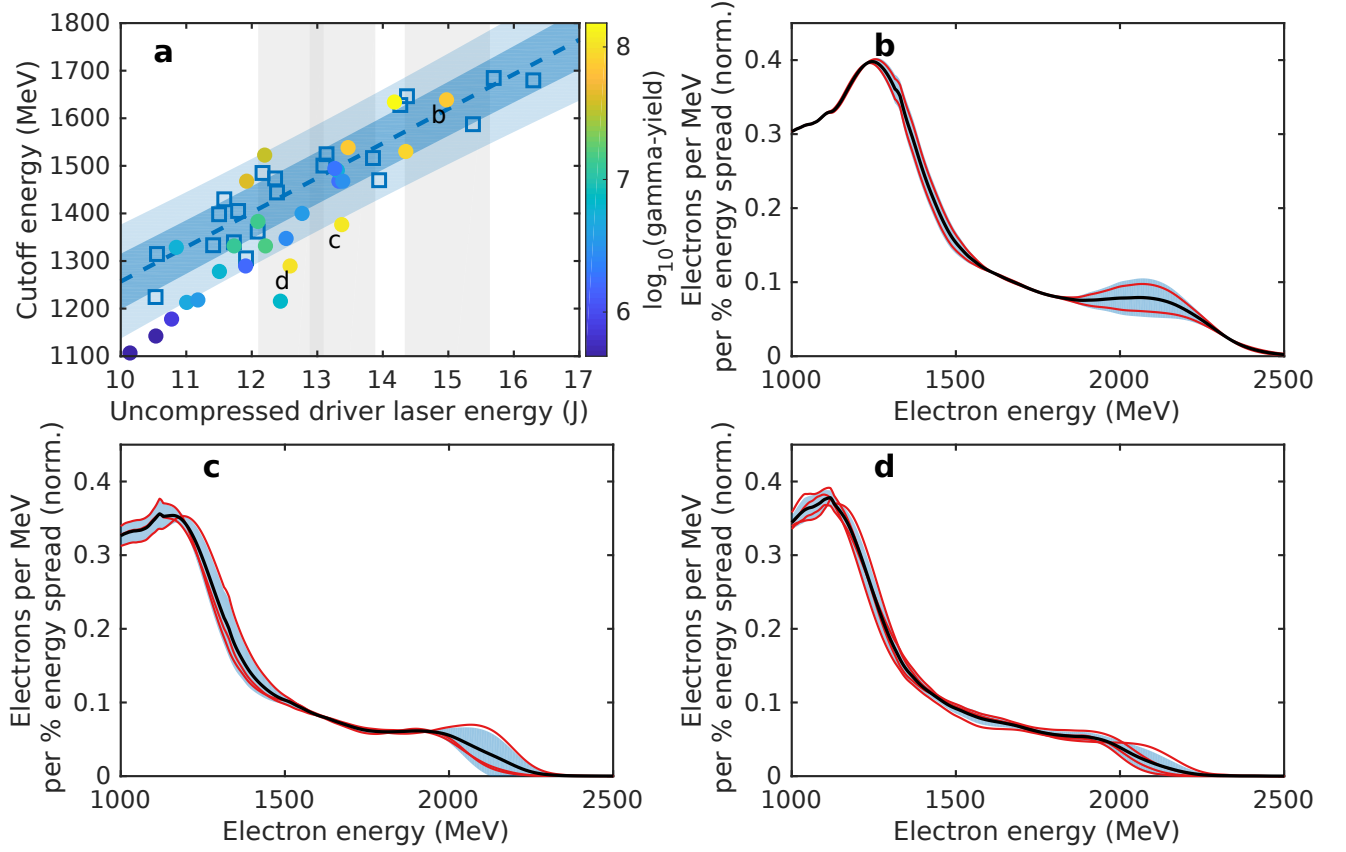 a
1800
1700
1600
1500
1400
1300
1200
1100
Cutoff energy (MeV)
b
c
d
10 11 12 13 14 15 16 17
Uncompressed driver laser energy (J)
8
7
6
log10(gamma-yield)
b
0.4
0.3
0.2
0.1
0
Electrons per MeV
per % energy spread (norm.)
1000 1500 2000 2500
Electron energy (MeV)
c
0.4
0.3
0.2
0.1
0
Electrons per MeV
per % energy spread (norm.)
1000 1500 2000 2500
Electron energy (MeV)
d
0.4
0.3
0.2
0.1
0
Electrons per MeV
per % energy spread (norm.)
1000 1500 2000 2500
Electron energy (MeV)